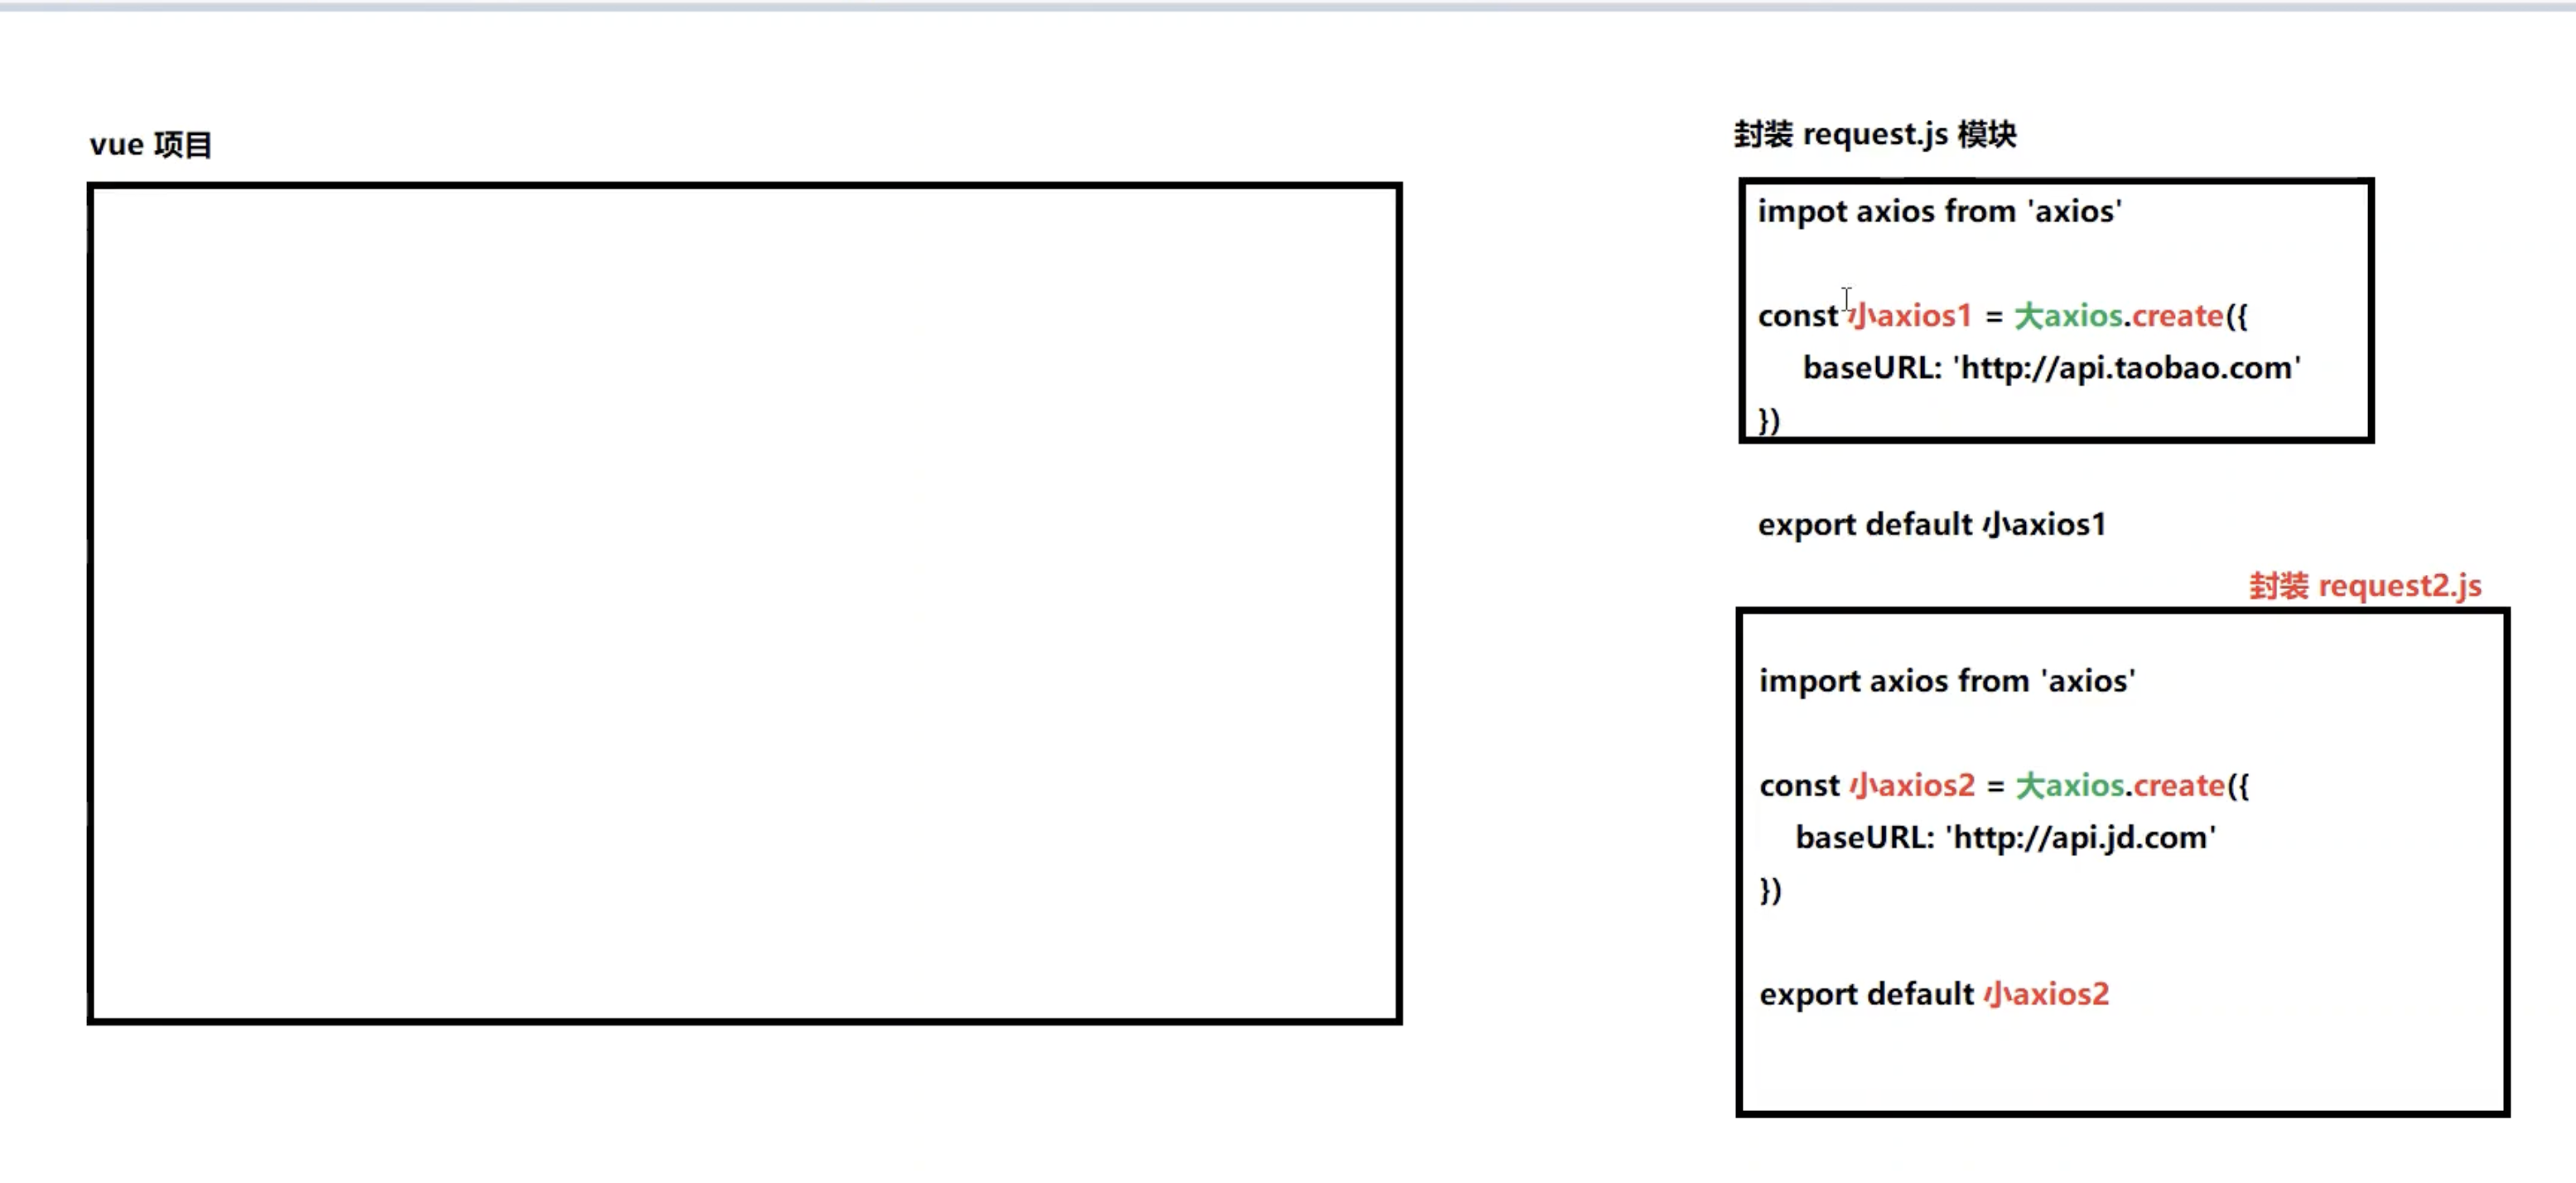 vue 项目
封装 request.js 模块
impot axios from 'axios'
const 小axios1 = 大axios.create({
baseURL: 'http://api.taobao.com'
})
export default 小axios1
封装 request2.js
import axios from 'axios'
const 小axios2 = 大axios.create({
baseURL: 'http://api.jd.com'
})
export default 小axios2